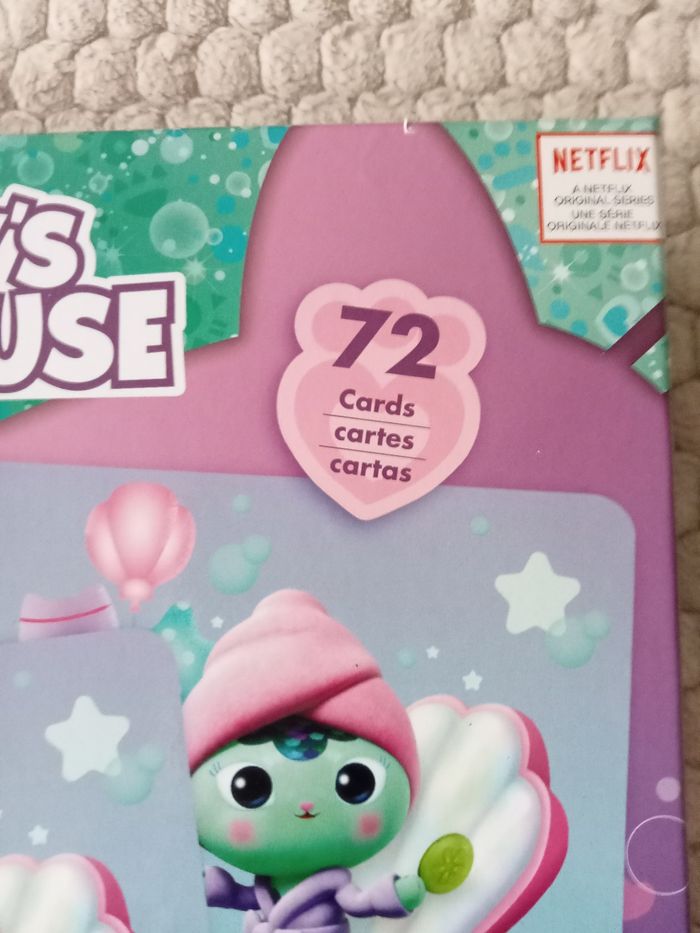 'S
USE
NETFLIX
A NETFLIX
ORIGINAL SERIES
UNE SÉRIE
ORIGINALE NETFLIX
72
Cards
cartes
cartas